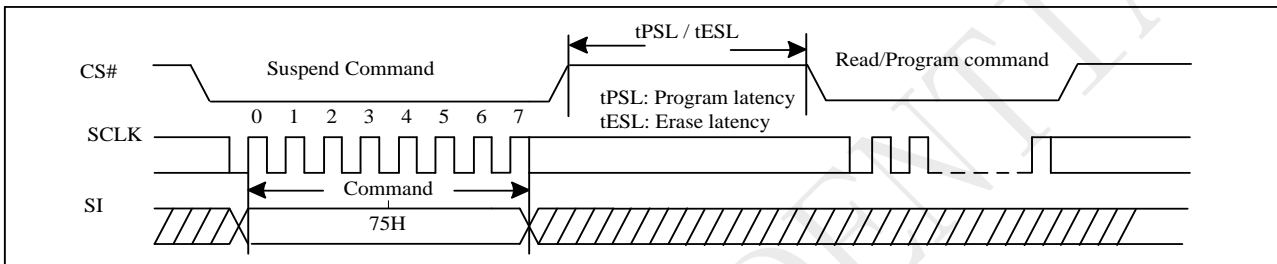 tPSL / tESL
CS#
Suspend Command
Read/Program command
tPSL: Program latency
tESL: Erase latency
0 1 2 3 4 5 6 7
SCLK
Command
SI
75H